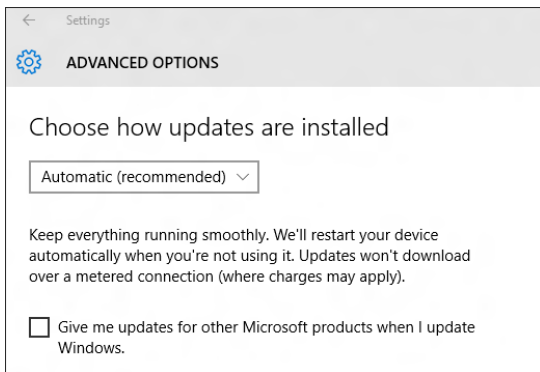 Settings
ADVANCED OPTIONS
Choose how updates are installed
Automatic (recommended)
Keep everything running smoothly. We'll restart your device
automatically when you're not using it. Updates won't download
over a metered connection (where charges may apply).
Give me updates for other Microsoft products when I update
Windows.